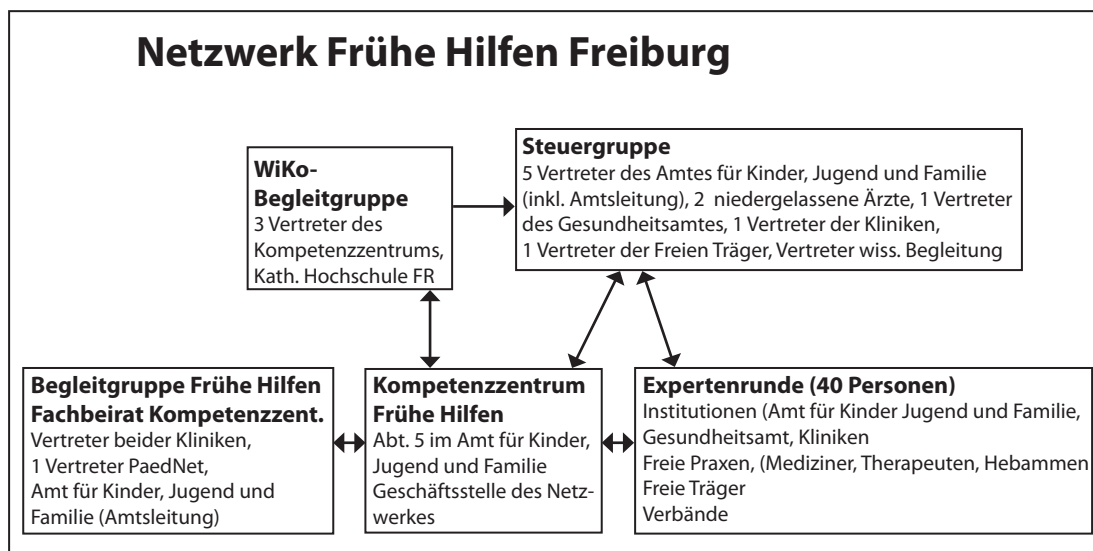 Netzwerk Frühe Hilfen Freiburg
WiKo-
Begleitgruppe
3 Vertreter des
Kompetenzzentrums,
Kath. Hochschule FR
Steuergruppe
5 Vertreter des Amtes für Kinder, Jugend und Familie
(inkl. Amtsleitung), 2 niedergelassene Ärzte, 1 Vertreter
des Gesundheitsamtes, 1 Vertreter der Kliniken,
1 Vertreter der Freien Träger, Vertreter wiss. Begleitung
Begleitgruppe Frühe Hilfen
Fachbeirat Kompetenzzent.
Vertreter beider Kliniken,
1 Vertreter PaedNet,
Amt für Kinder, Jugend und
Familie (Amtsleitung)
Kompetenzzentrum
Frühe Hilfen
Abt. 5 im Amt für Kinder,
Jugend und Familie
Geschäftsstelle des Netz-
werkes
Expertenrunde (40 Personen)
Institutionen (Amt für Kinder Jugend und Familie,
Gesundheitsamt, Kliniken
Freie Praxen, (Mediziner, Therapeuten, Hebammen
Freie Träger
Verbände